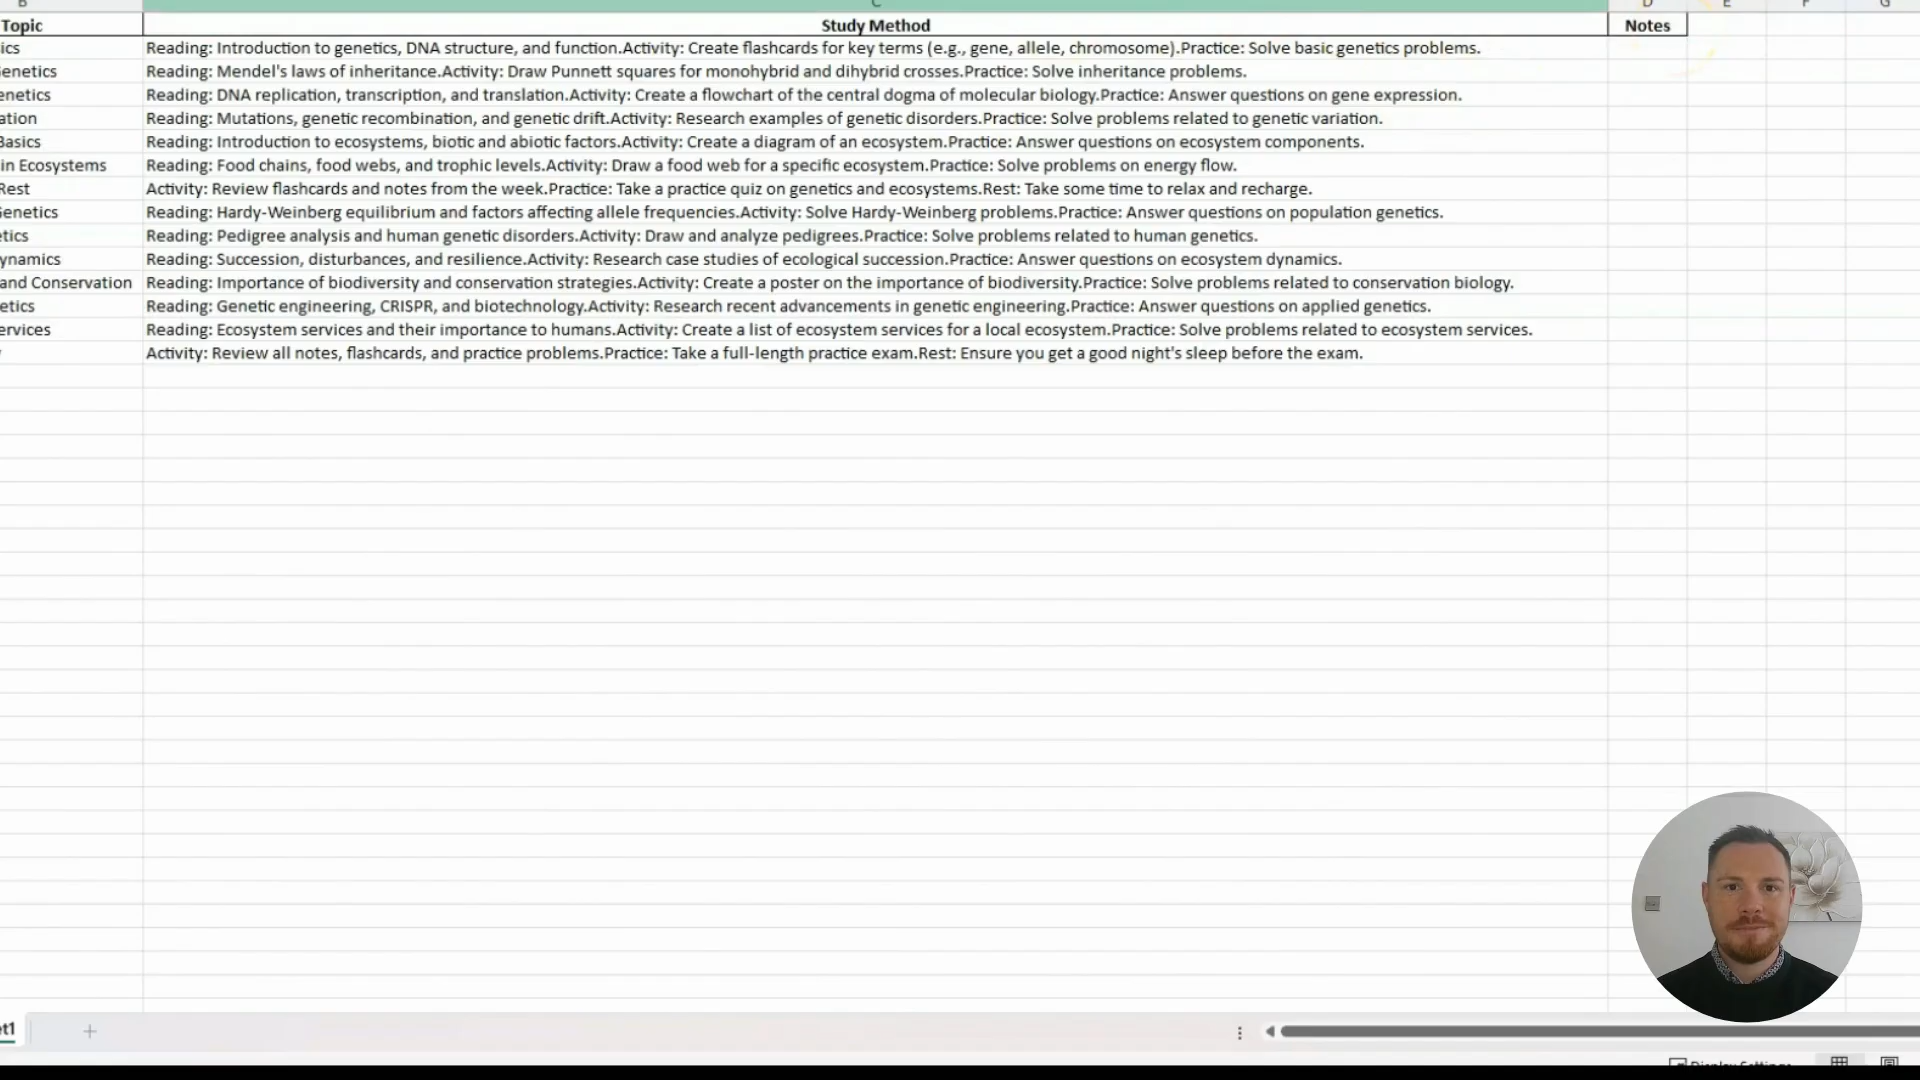 B C D E F G
Topic Study Method Notes
ics Reading: Introduction to genetics, DNA structure, and function.Activity: Create flashcards for key terms (e.g., gene, allele, chromosome).Practice: Solve basic genetics problems.
Genetics Reading: Mendel's laws of inheritance.Activity: Draw Punnett squares for monohybrid and dihybrid crosses.Practice: Solve inheritance problems.
enetics Reading: DNA replication, transcription, and translation.Activity: Create a flowchart of the central dogma of molecular biology.Practice: Answer questions on gene expression.
ation Reading: Mutations, genetic recombination, and genetic drift.Activity: Research examples of genetic disorders.Practice: Solve problems related to genetic variation.
Basics Reading: Introduction to ecosystems, biotic and abiotic factors.Activity: Create a diagram of an ecosystem.Practice: Answer questions on ecosystem components.
in Ecosystems Reading: Food chains, food webs, and trophic levels.Activity: Draw a food web for a specific ecosystem.Practice: Solve problems on energy flow.
Rest Activity: Review flashcards and notes from the week.Practice: Take a practice quiz on genetics and ecosystems.Rest: Take some time to relax and recharge.
Genetics Reading: Hardy-Weinberg equilibrium and factors affecting allele frequencies.Activity: Solve Hardy-Weinberg problems.Practice: Answer questions on population genetics.
etics Reading: Pedigree analysis and human genetic disorders.Activity: Draw and analyze pedigrees.Practice: Solve problems related to human genetics.
ynamics Reading: Succession, disturbances, and resilience.Activity: Research case studies of ecological succession.Practice: Answer questions on ecosystem dynamics.
and Conservation Reading: Importance of biodiversity and conservation strategies.Activity: Create a poster on the importance of biodiversity.Practice: Solve problems related to conservation biology.
etics Reading: Genetic engineering, CRISPR, and biotechnology.Activity: Research recent advancements in genetic engineering.Practice: Answer questions on applied genetics.
ervices Reading: Ecosystem services and their importance to humans.Activity: Create a list of ecosystem services for a local ecosystem.Practice: Solve problems related to ecosystem services.
Activity: Review all notes, flashcards, and practice problems.Practice: Take a full-length practice exam.Rest: Ensure you get a good night's sleep before the exam.
et1
Display Settings